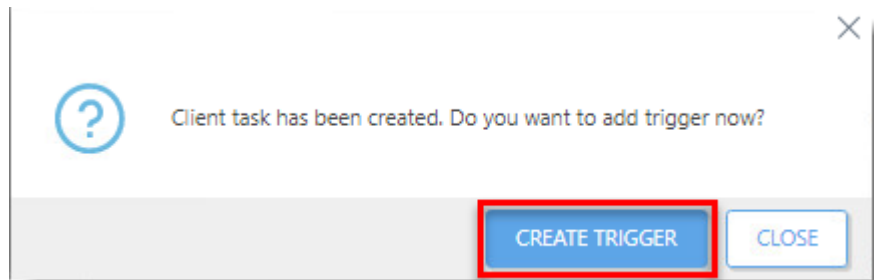 Client task has been created. Do you want to add trigger now?
CREATE TRIGGER
CLOSE